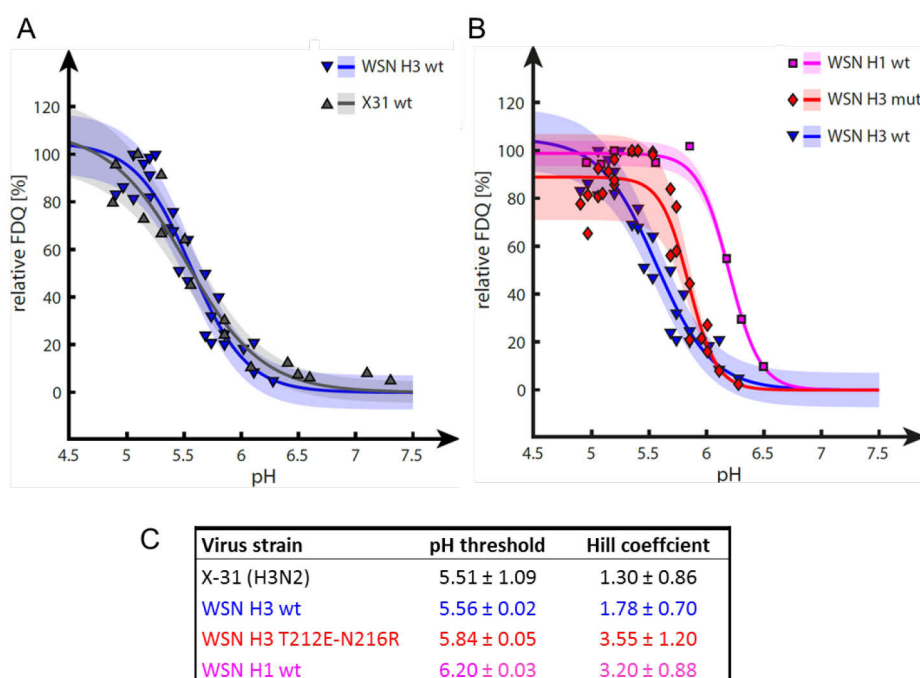 A
B
WSN H3 wt
X31 wt
WSN H1 wt
WSN H3 mut
WSN H3 wt
relative FDQ [%]
120
100
80
60
40
20
0
4.5 5 5.5 6 6.5 7 7.5
pH
relative FDQ [%]
120
100
80
60
40
20
0
4.5 5 5.5 6 6.5 7 7.5
pH
C
Virus strain pH threshold Hill coeffcient
X-31 (H3N2) 5.51 ± 1.09 1.30 ± 0.86
WSN H3 wt 5.56 ± 0.02 1.78 ± 0.70
WSN H3 T212E-N216R 5.84 ± 0.05 3.55 ± 1.20
WSN H1 wt 6.20 ± 0.03 3.20 ± 0.88